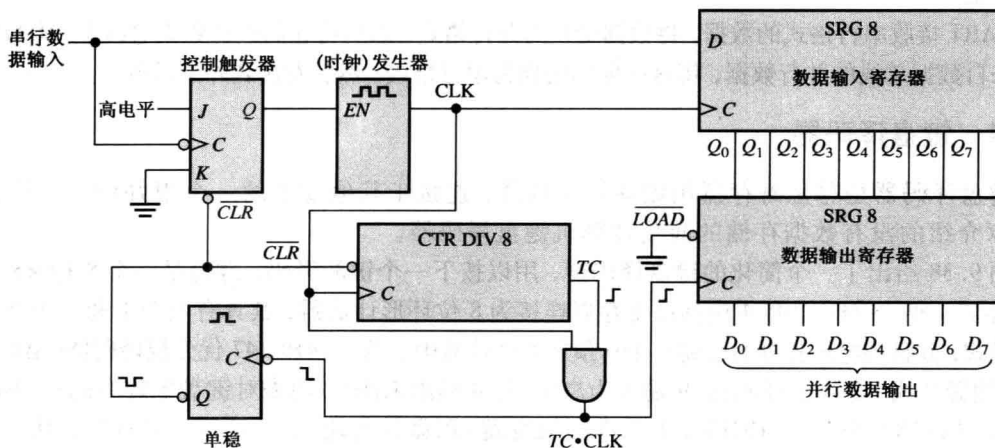 串行数
据输入
控制触发器
(时钟)发生器
高电平
J
Q
C
K
CLR
EN
CLK
SRG 8
D
数据输入寄存器
C
Q0 Q1 Q2 Q3 Q4 Q5 Q6 Q7
LOAD
SRG 8
数据输出寄存器
C
D0 D1 D2 D3 D4 D5 D6 D7
并行数据输出
CLR
CTR DIV 8
C
TC
C
Q
单稳
TC•CLK